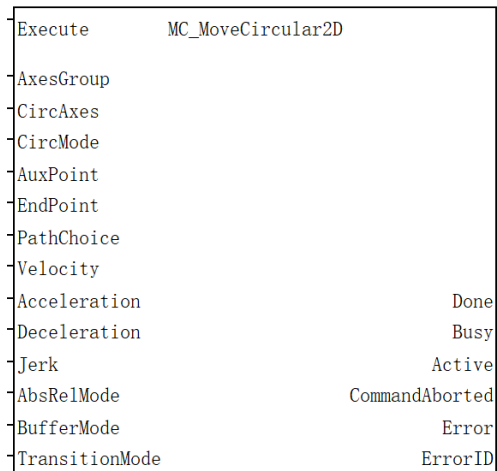 Execute MC_MoveCircular2D
AxesGroup
CircAxes
CircMode
AuxPoint
EndPoint
PathChoice
Velocity
Acceleration Done
Deceleration Busy
Jerk Active
AbsRelMode CommandAborted
BufferMode Error
TransitionMode ErrorID